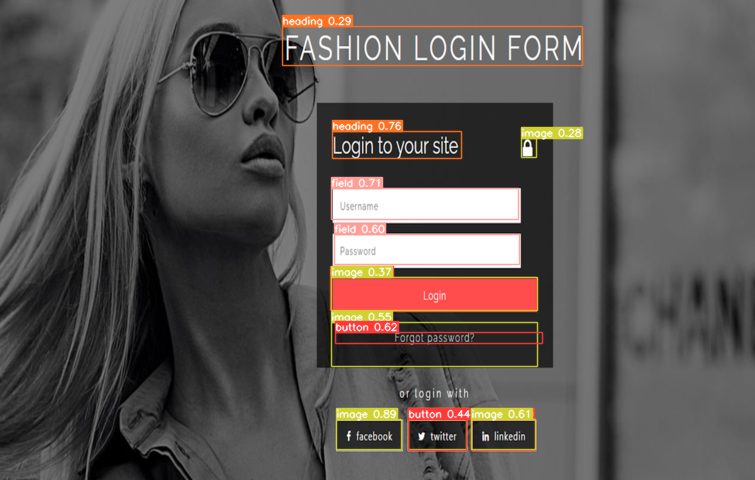 heading 0.29
FASHION LOGIN FORM
heading 0.76
image 0.28
Login to your site
field 0.71
Username
field 0.60
Password
image 0.37
Login
image 0.55
button 0.62
Forgot password?
or login with
image 0.89
button 0.44
image 0.61
f facebook
twitter
in linkedin